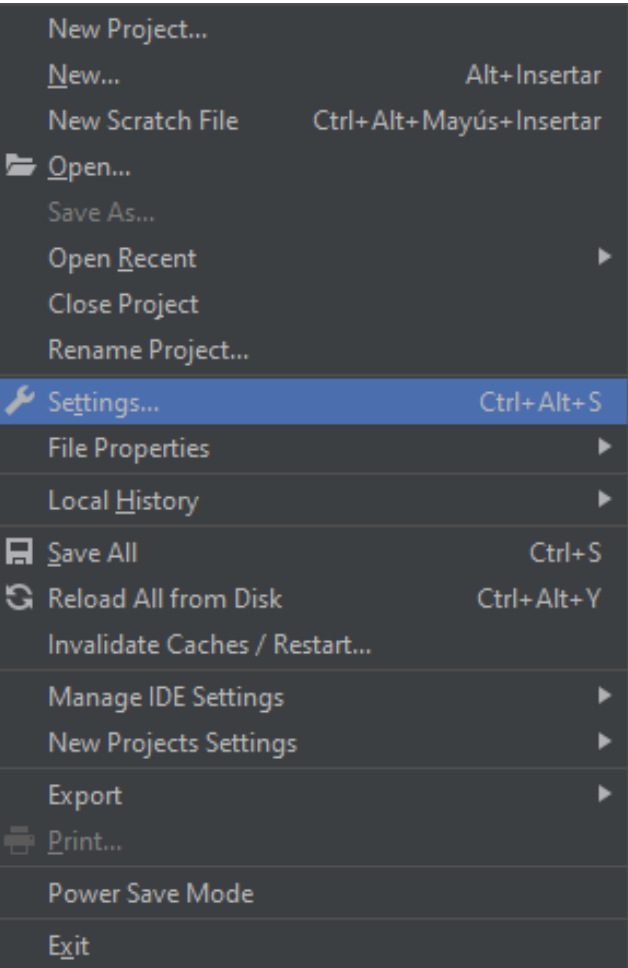 New Project...
New... Alt+Insertar
New Scratch File Ctrl+Alt+Mayús+Insertar
Open...
Save As...
Open Recent
Close Project
Rename Project...
Settings... Ctrl+Alt+S
File Properties
Local History
Save All Ctrl+S
Reload All from Disk Ctrl+Alt+Y
Invalidate Caches / Restart...
Manage IDE Settings
New Projects Settings
Export
Print...
Power Save Mode
Exit